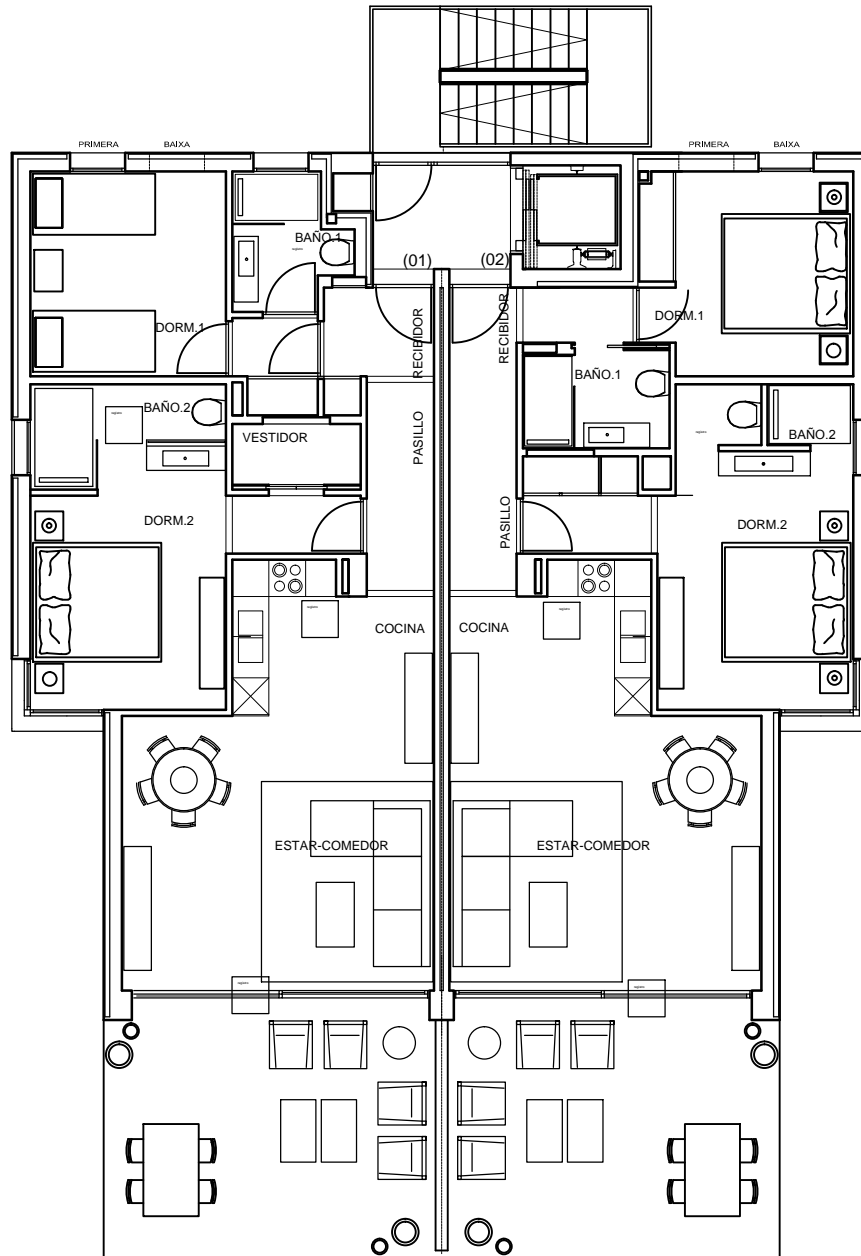 PRIMERA BAIXA PRIMERA BAIXA
BAÑO.1
(01) (02)
DORM.1
RECIBIDOR
RECIBIDOR
DORM.1
BAÑO.1
BAÑO.2
VESTIDOR
PASILLO
BAÑO.2
PASILLO
DORM.2
DORM.2
COCINA
COCINA
ESTAR-COMEDOR
ESTAR-COMEDOR